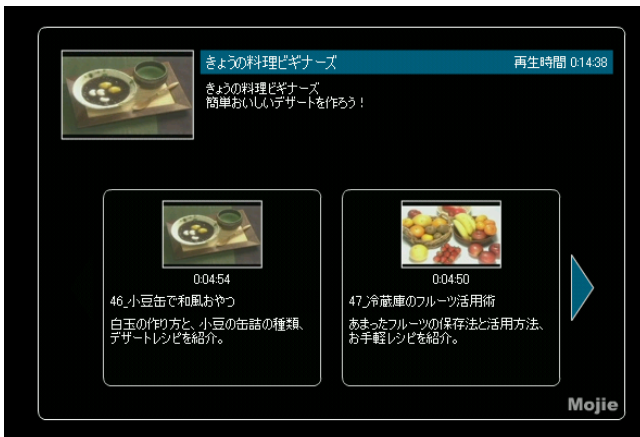 きょうの料理ビギナーズ
再生時間 0:14:38
きょうの料理ビギナーズ
簡単おいしいデザートを作ろう！
0:04:54
46_小豆缶で和風おやつ
白玉の作り方と、小豆の缶詰の種類、
デザートレシピを紹介。
0:04:50
47_冷蔵庫のフルーツ活用術
あまったフルーツの保存法と活用方法、
お手軽レシピを紹介。
Mojie